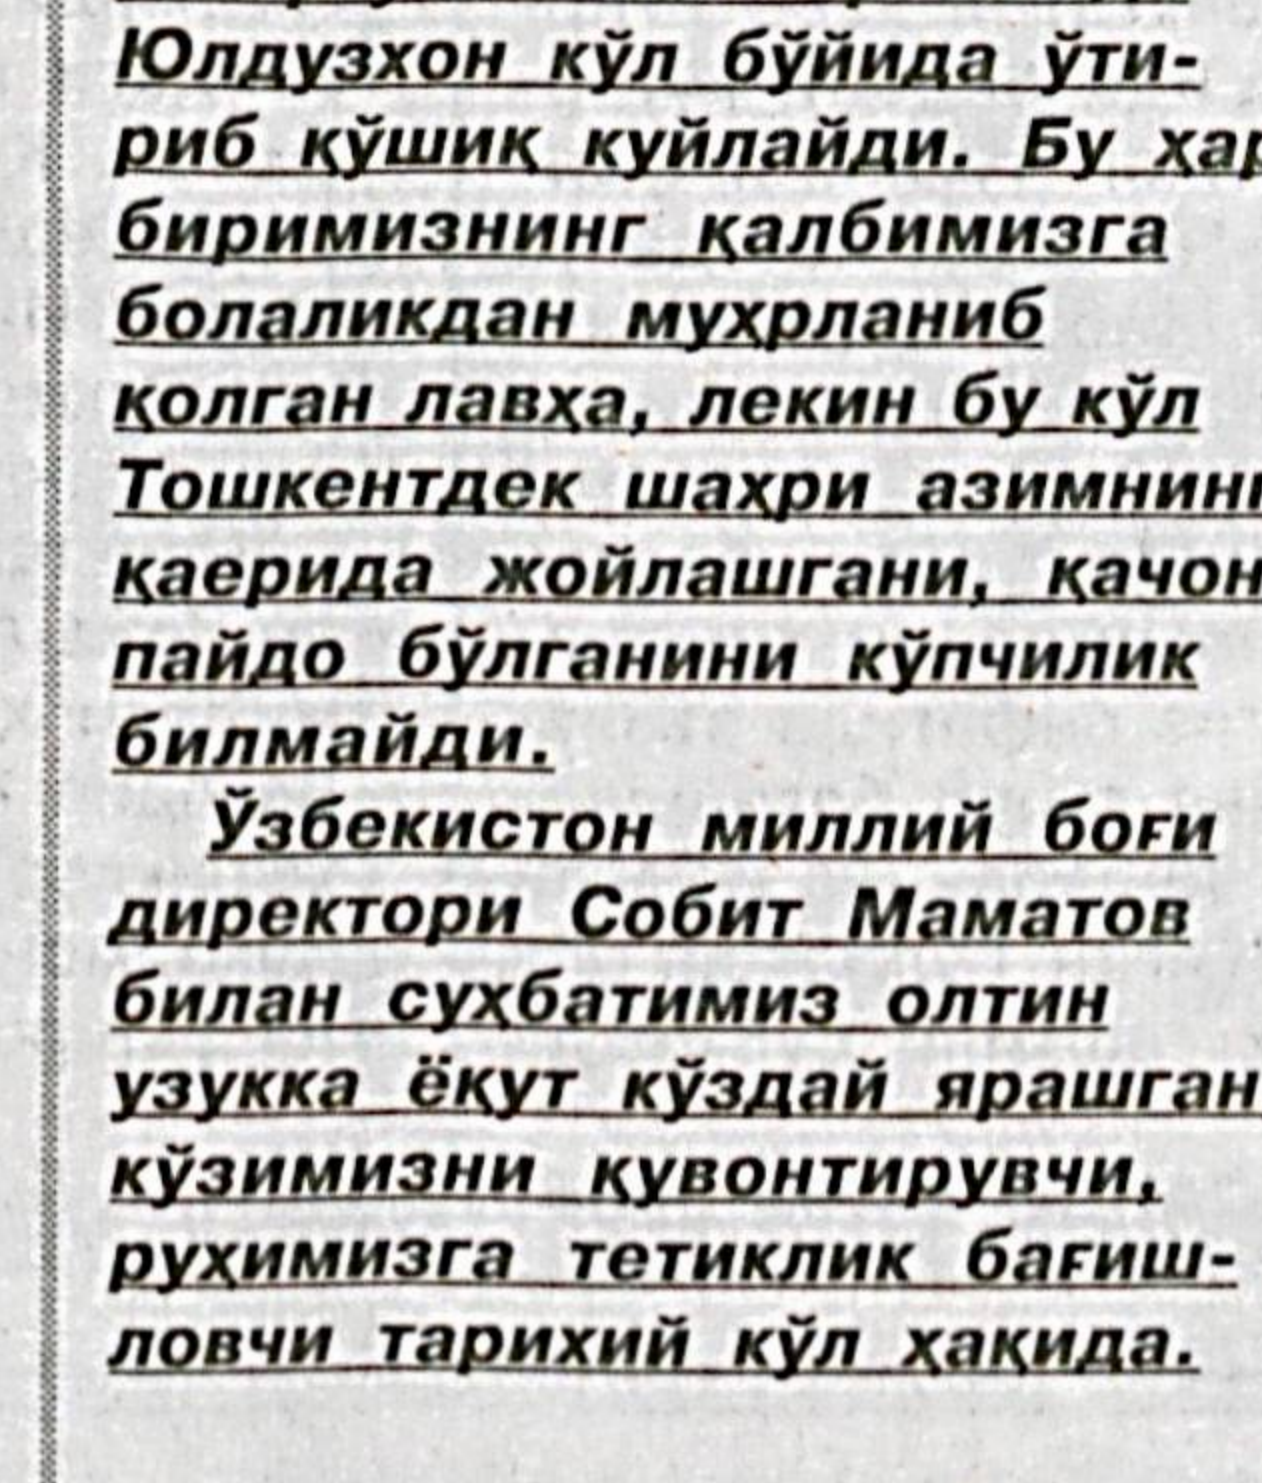 Юлдузхон кўл бўйида ўти-
риб қўшиқ куйлайди. Бу ҳар
биримизнинг қалбимизга
болаликдан муҳрланиб
қолган лавҳа, лекин бу кўл
Тошкентдек шаҳри азимнинг
қаерида жойлашгани, қачон
пайдо бўлганини кўпчилик
билмайди.
Ўзбекистон миллий боғи
директори Собит Маматов
билан суҳбатимиз олтин
узукка ёқут кўздай ярашган
кўзимизни қувонтирувчи,
руҳимизга тетиклик бағиш-
ловчи тарихий кўл ҳақида.